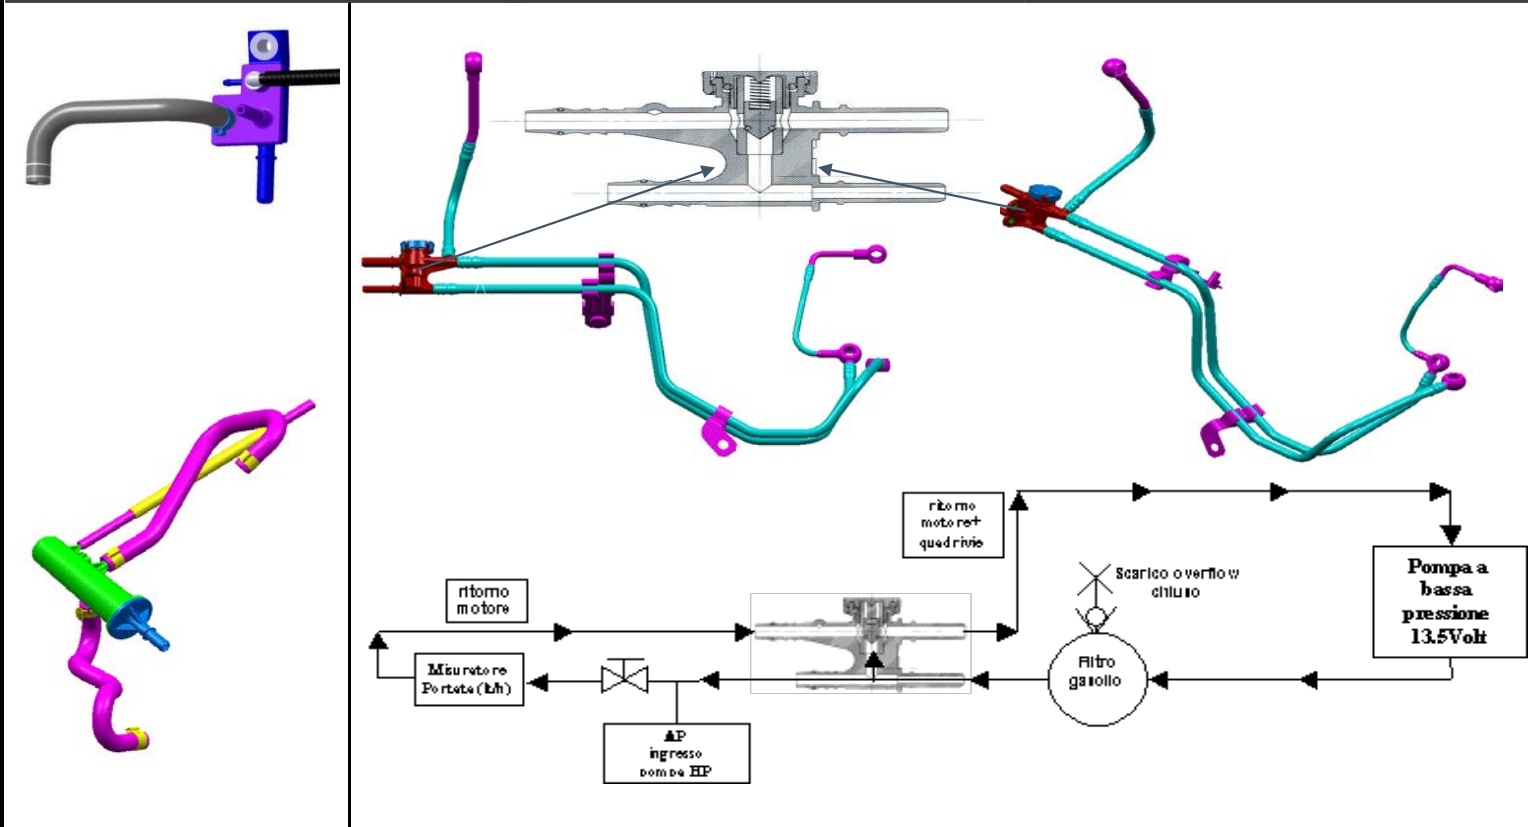 ritorno
motore+
quadrivie
Scarico overflow
chiuso
Pompa a
bassa
pressione
13.5Volt
ritorno
motore
Misuratore
Portata (lt/h)
Filtro
gasolio
ΔP
ingresso
pompa HP